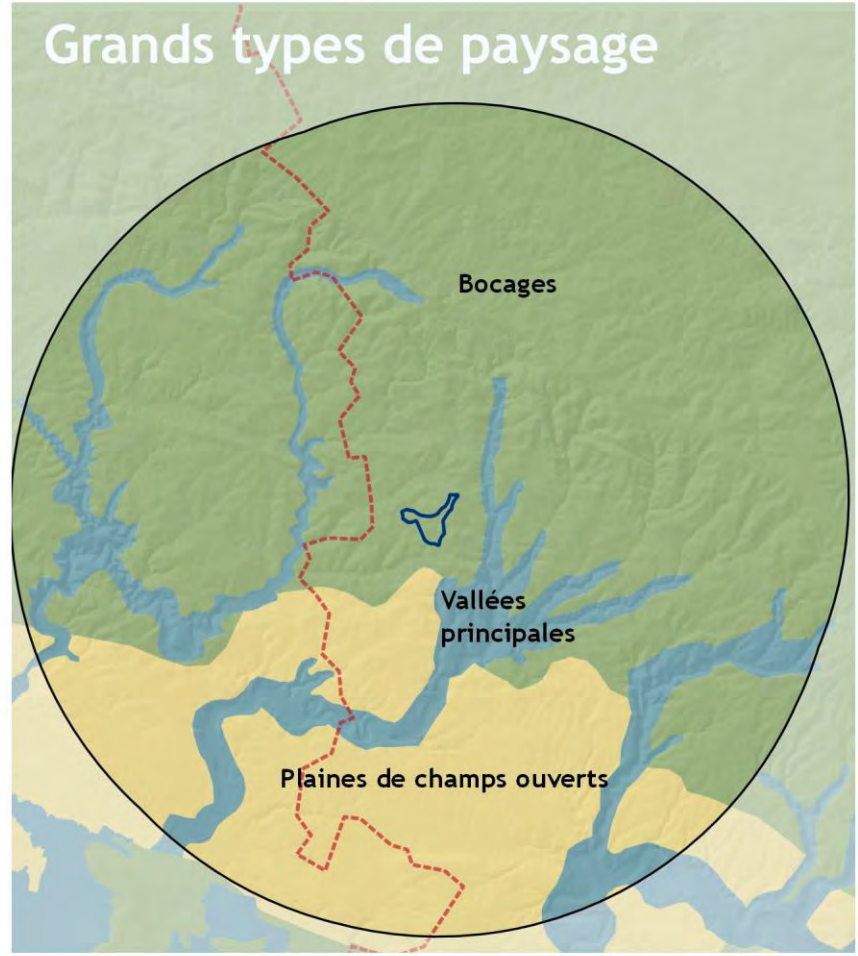 Grands types de paysage
Bocages
Vallées
principales
Plaines de champs ouverts